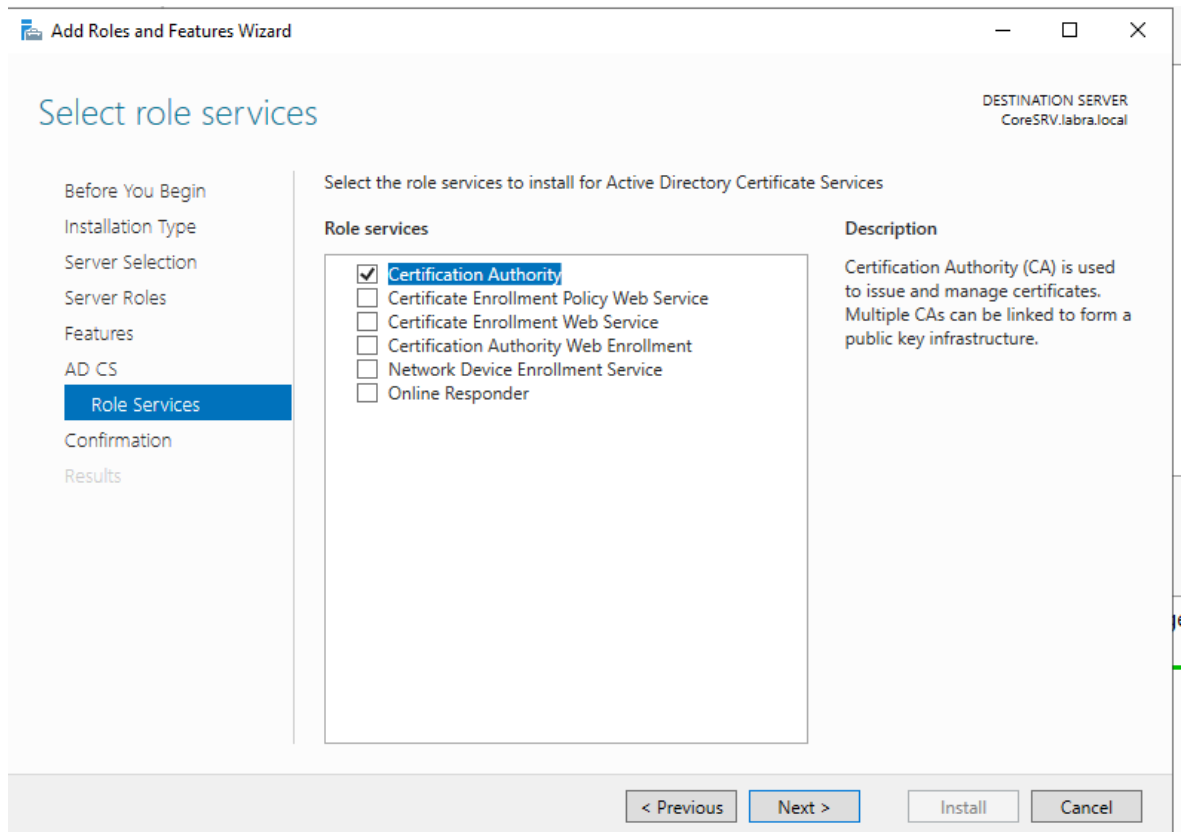 Add Roles and Features Wizard
Select role services
DESTINATION SERVER
CoreSRV.labra.local
Before You Begin
Installation Type
Server Selection
Server Roles
Features
AD CS
Role Services
Confirmation
Results
Select the role services to install for Active Directory Certificate Services
Role services
Certification Authority
Certificate Enrollment Policy Web Service
Certificate Enrollment Web Service
Certification Authority Web Enrollment
Network Device Enrollment Service
Online Responder
Description
Certification Authority (CA) is used
to issue and manage certificates.
Multiple CAs can be linked to form a
public key infrastructure.
< Previous
Next >
Install
Cancel